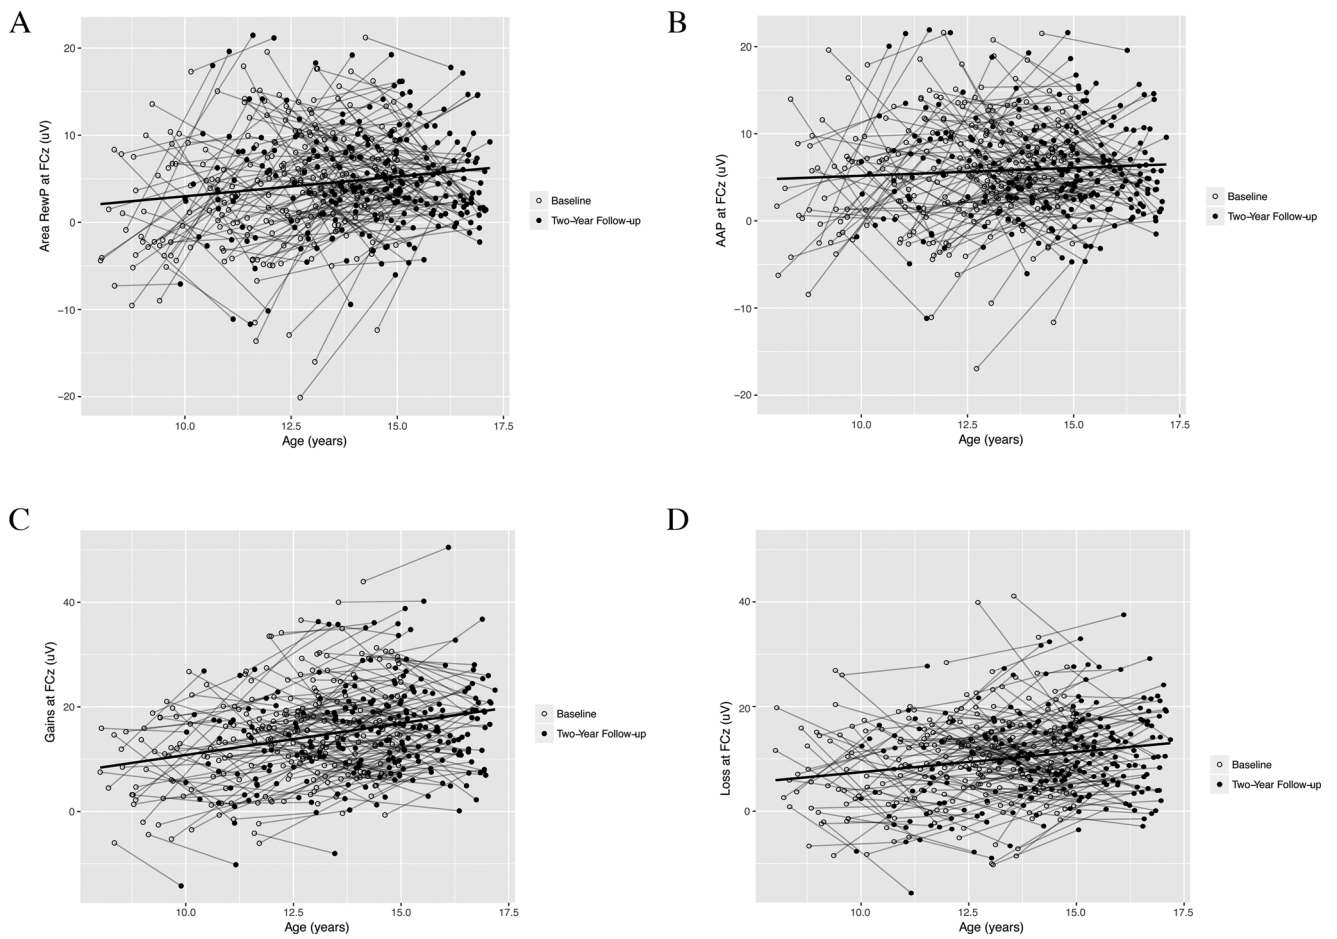 A
20
10
0
−10
−20
Area RewP at FCz (uV)
10.0 12.5 15.0 17.5
Age (years)
Baseline
Two−Year Follow−up
B
20
10
0
−10
−20
AAP at FCz (uV)
10.0 12.5 15.0 17.5
Age (years)
Baseline
Two−Year Follow−up
C
40
20
0
Gains at FCz (uV)
10.0 12.5 15.0 17.5
Age (years)
Baseline
Two−Year Follow−up
D
40
20
0
Loss at FCz (uV)
10.0 12.5 15.0 17.5
Age (years)
Baseline
Two−Year Follow−up